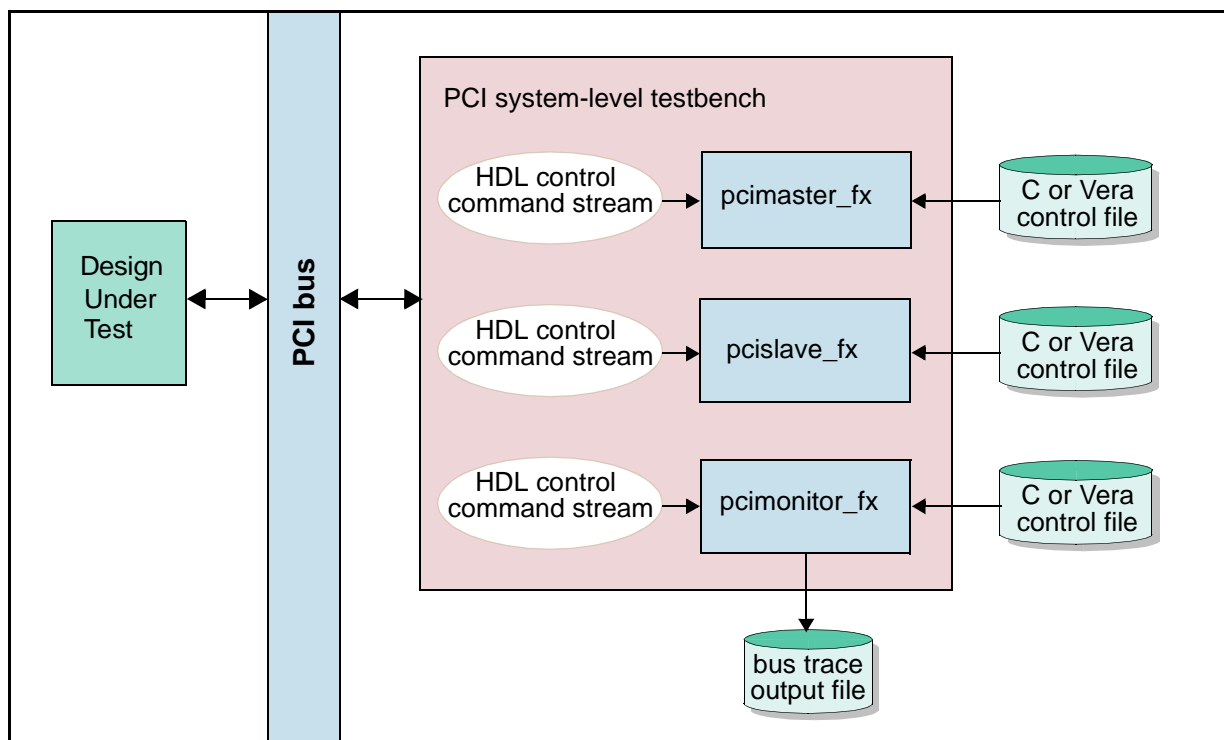 PCI system-level testbench
HDL control
command stream
pcimaster_fx
C or Vera
control file
Design
Under
Test
PCI bus
HDL control
command stream
pcislave_fx
C or Vera
control file
HDL control
command stream
pcimonitor_fx
C or Vera
control file
bus trace
output file